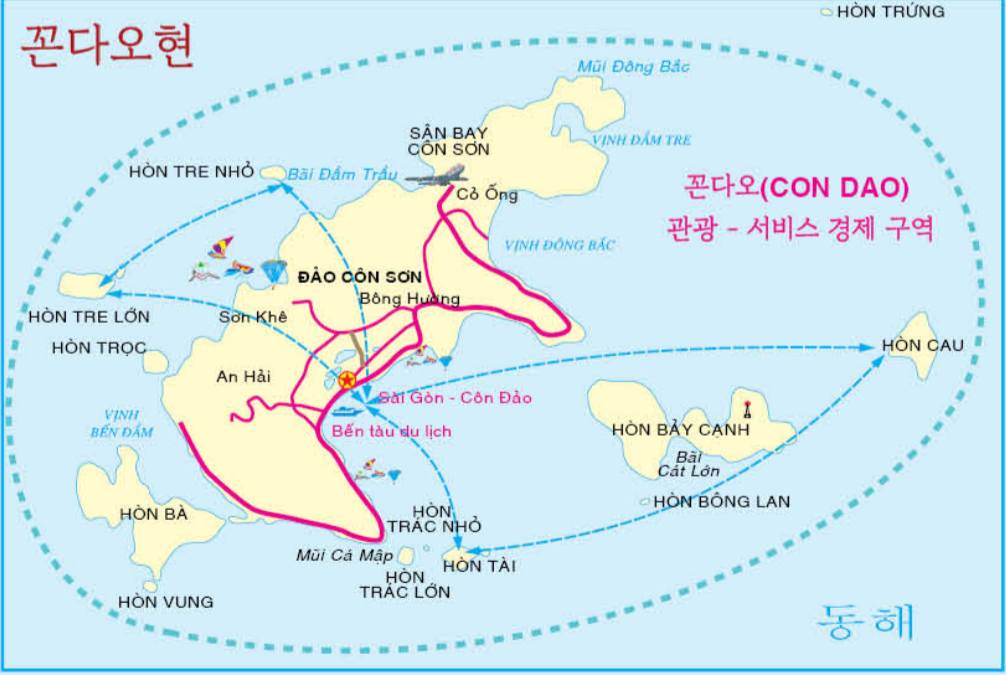 HÒN TRỨNG
꼰다오현
Mũi Đông Bắc
SÂN BAY
CÔN SƠN
VỊNH ĐẦM TRE
HÒN TRE NHỎ
Bãi Đầm Trầu
Cỏ Ống
꼰다오(CON DAO)
관광 - 서비스 경제 구역
VỊNH ĐÔNG BẮC
ĐẢO CÔN SƠN
Bông Hường
HÒN TRE LỚN
Sơn Khê
HÒN TRỌC
HÒN CAU
An Hải
Sài Gòn - Côn Đảo
VỊNH
BẾN ĐẦM
Bến tàu du lịch
HÒN BẢY CẠNH
Bãi
Cát Lớn
HÒN BÔNG LAN
HÒN BÀ
HÒN
TRÁC NHỎ
Mũi Cá Mập
HÒN TÀI
HÒN
TRÁC LỚN
HÒN VUNG
동해